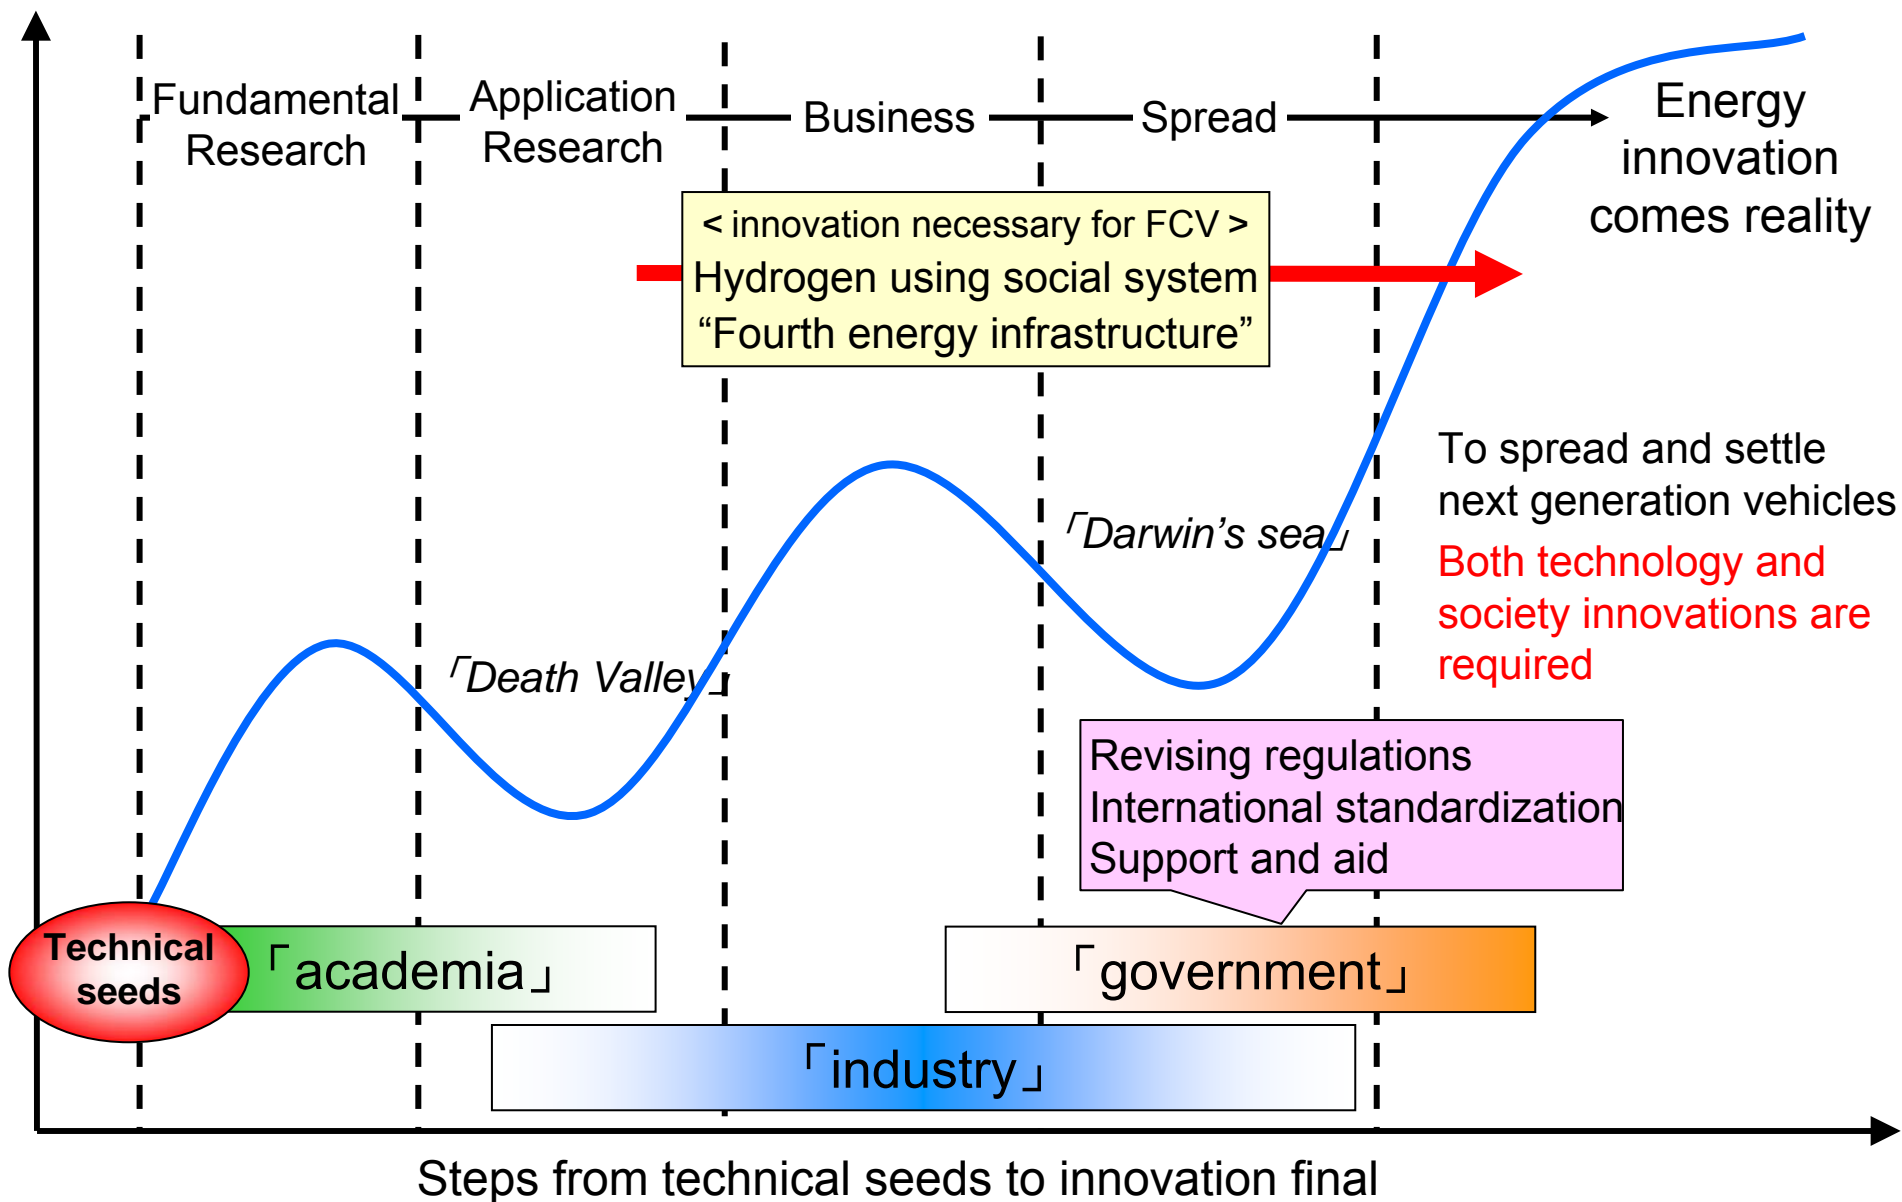 Fundamental
Research
Application
Research
Business
Spread
Energy
innovation
comes reality
< innovation necessary for FCV >
Hydrogen using social system
“Fourth energy infrastructure”
To spread and settle
next generation vehicles
Both technology and
society innovations are
required
｢Darwin’s sea｣
｢Death Valley｣
Revising regulations
International standardization
Support and aid
Technical
seeds
｢academia｣
｢government｣
｢industry｣
Steps from technical seeds to innovation final